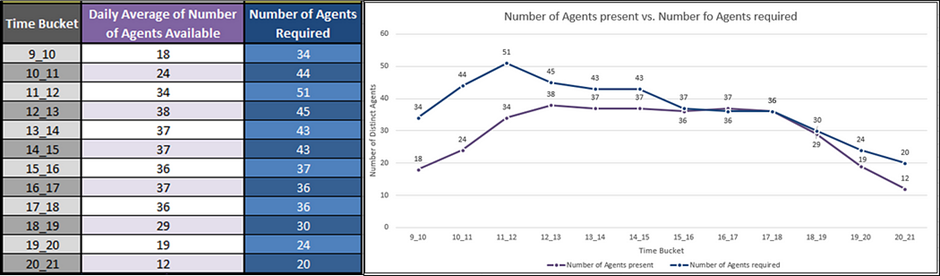 Time Bucket Daily Average of Number of Agents Available Number of Agents Required
9_10 18 34
10_11 24 44
11_12 34 51
12_13 38 45
13_14 37 43
14_15 37 43
15_16 36 37
16_17 37 36
17_18 36 36
18_19 29 30
19_20 19 24
20_21 12 20
Number of Agents present vs. Number fo Agents required
Number of Distinct Agents
60
50
40
30
20
10
0
34 44 51 45 43 43 37 37 36 30 24 20
18 24 34 38 37 37 36 36 29 19 12
9_10 10_11 11_12 12_13 13_14 14_15 15_16 16_17 17_18 18_19 19_20 20_21
Time Bucket
Number of Agents present Number of Agents required